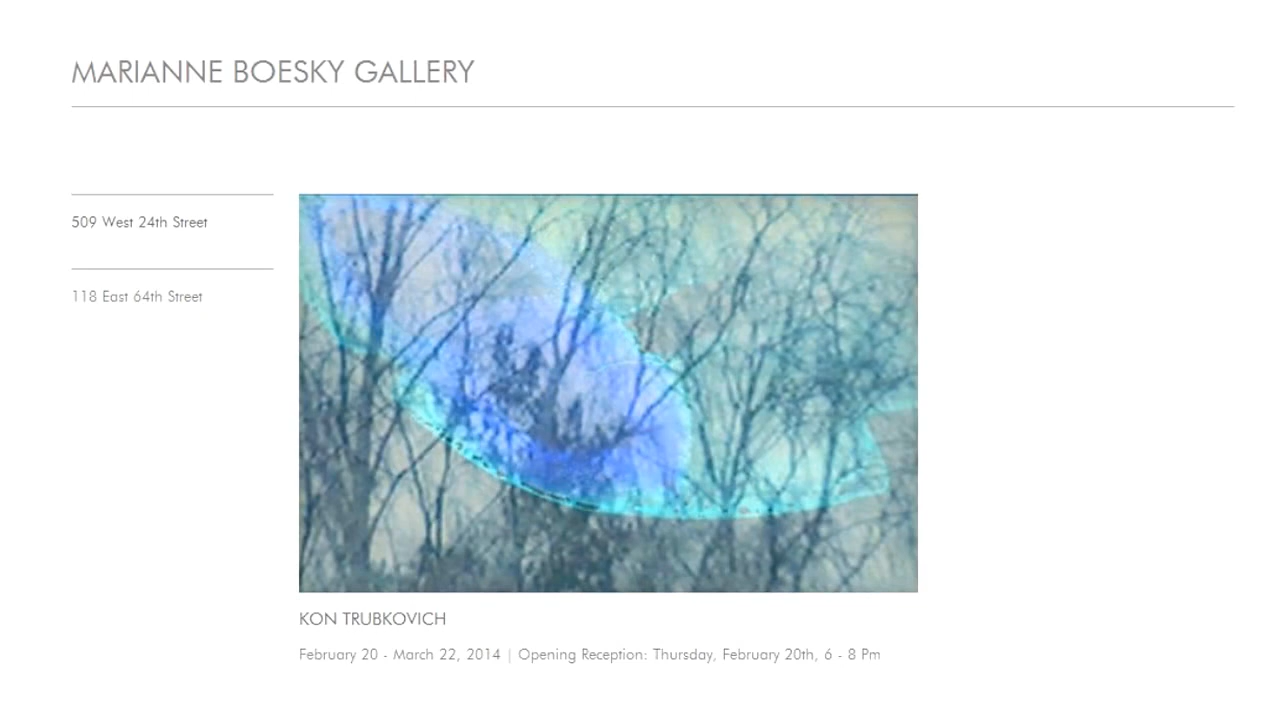 MARIANNE BOESKY GALLERY
509 West 24th Street
118 East 64th Street
KON TRUBKOVICH
February 20 - March 22, 2014 | Opening Reception: Thursday, February 20th, 6 - 8 Pm